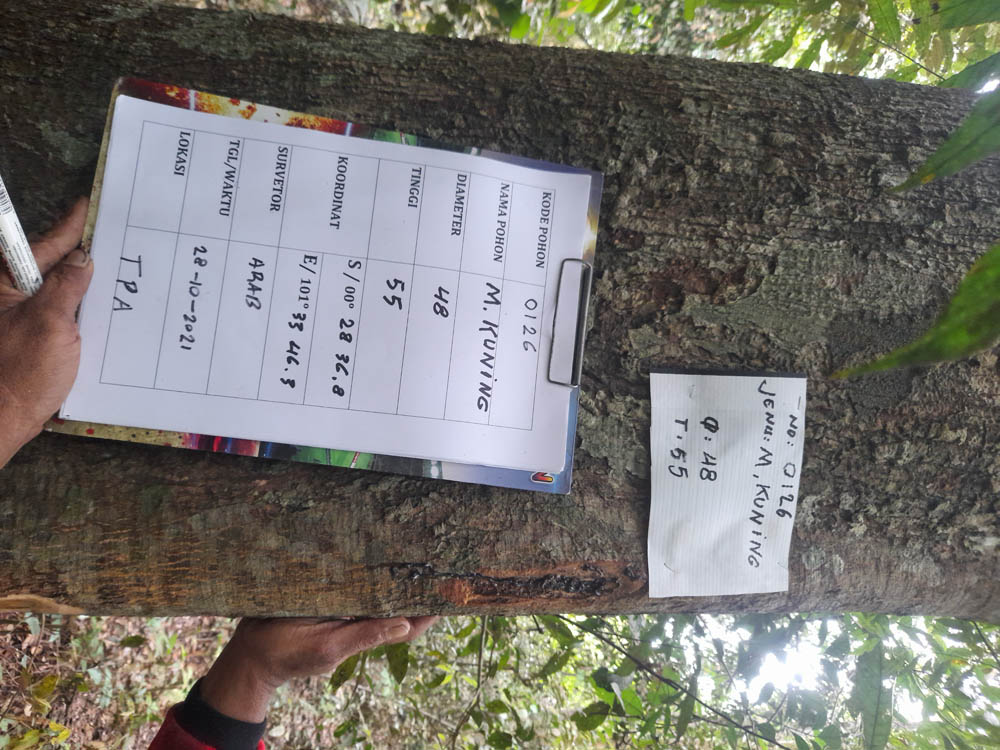 NO: 0126
JENIS: M. KUNING
Φ: 48
T. 55
KODE POHON 0126
NAMA POHON M. KUNING
DIAMETER 48
TINGGI 55
KOORDINAT S / 00° 28 36,8
E/ 101° 33 46.3
SURVETOR ARAB
TGL/WAKTU 28-10-2021
LOKASI TPA